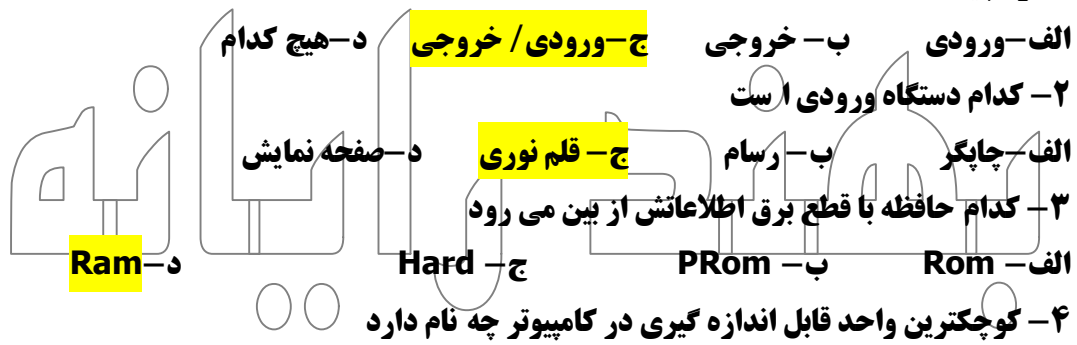 الف-ورودی ب- خروجی ج-ورودی/ خروجی د-هیچ کدام
۲- کدام دستگاه ورودی ا ست
الف-چاپگر ب- رسام ج- قلم نوری د-صفحه نمایش
۳- کدام حافظه با قطع برق اطلاعاتش از بین می رود
الف- Rom ب- PRom ج- Hard د-Ram
۴- کوچکترین واحد قابل اندازه گیری در کامپیوتر چه نام دارد